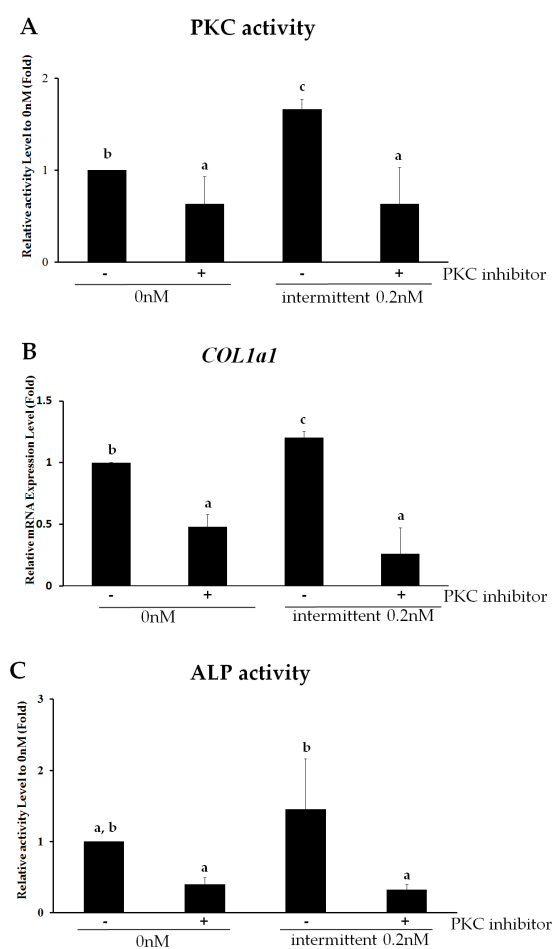 A
PKC activity
Relative activity Level to 0nM (Fold)
2
1
0
b
a
c
a
- + - + PKC inhibitor
0nM intermittent 0.2nM
B
COL1a1
Relative mRNA Expression Level (Fold)
1.5
1
0.5
0
b
a
c
a
- + - + PKC inhibitor
0nM intermittent 0.2nM
C
ALP activity
Relative activity Level to 0nM (Fold)
3
2
1
0
a, b
a
b
a
- + - + PKC inhibitor
0nM intermittent 0.2nM